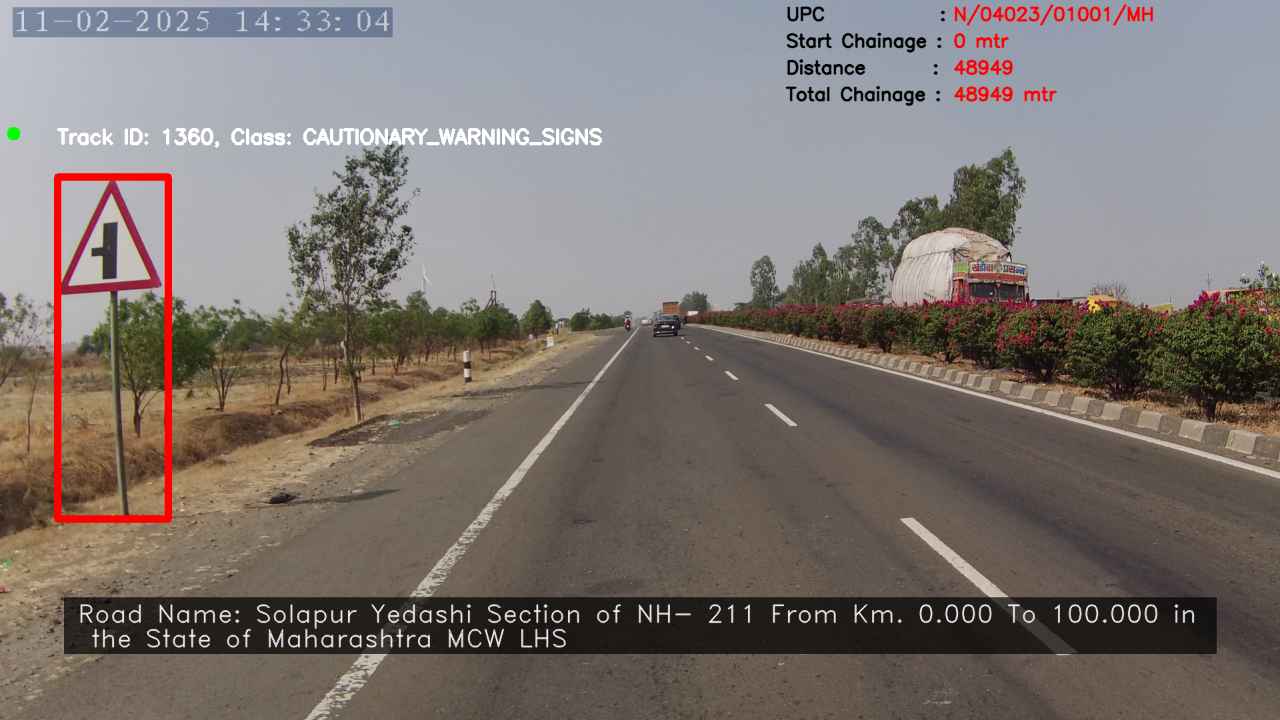 11-02-2025 14:33:04
UPC : N/04023/01001/MH
Start Chainage : 0 mtr
Distance : 48949
Total Chainage : 48949 mtr
Track ID: 1360, Class: CAUTIONARY_WARNING_SIGNS
Road Name: Solapur Yedashi Section of NH- 211 From Km. 0.000 To 100.000 in
the State of Maharashtra MCW LHS